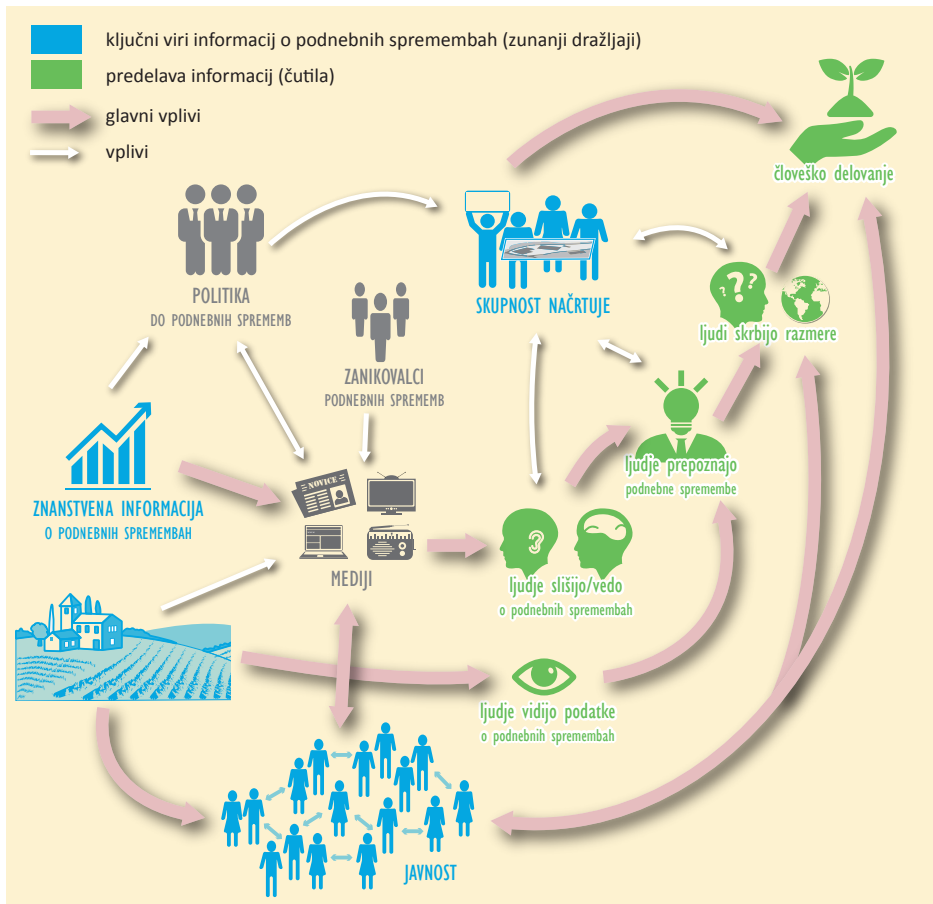 ključni viri informacij o podnebnih spremembah (zunanji dražljaji)
predelava informacij (čutila)
glavni vplivi
vplivi
človeško delovanje
POLITIKA
DO PODNEBNIH SPREMEMB
SKUPNOST NAČRTUJE
ljudi skrbijo razmere
ZANIKOVALCI
PODNEBNIH SPREMEMB
ljudje prepoznajo
podnebne spremembe
NOVICE
ZNANSTVENA INFORMACIJA
O PODNEBNIH SPREMEMBAH
MEDIJI
ljudje slišijo/vedo
o podnebnih spremembah
ljudje vidijo podatke
o podnebnih spremembah
JAVNOST